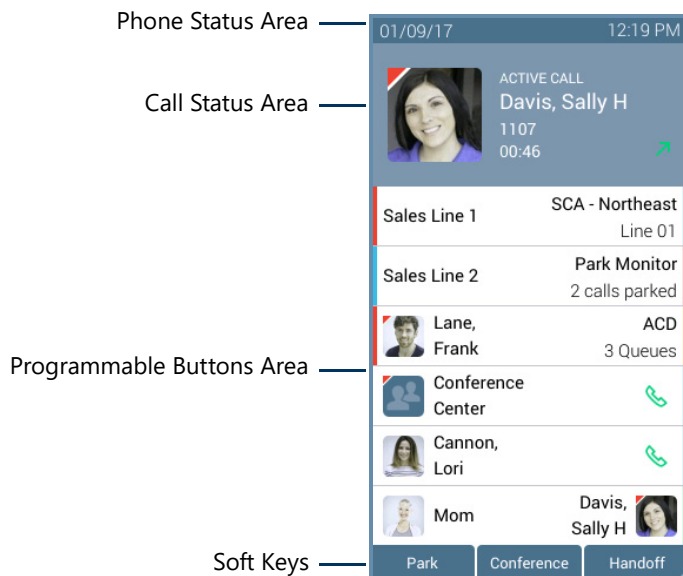 Phone Status Area
01/09/17 12:19 PM
Call Status Area
ACTIVE CALL
Davis, Sally H
1107
00:46
Sales Line 1
SCA - Northeast
Line 01
Sales Line 2
Park Monitor
2 calls parked
Lane,
Frank
ACD
3 Queues
Programmable Buttons Area
Conference
Center
Cannon,
Lori
Mom
Davis,
Sally H
Soft Keys
Park Conference Handoff